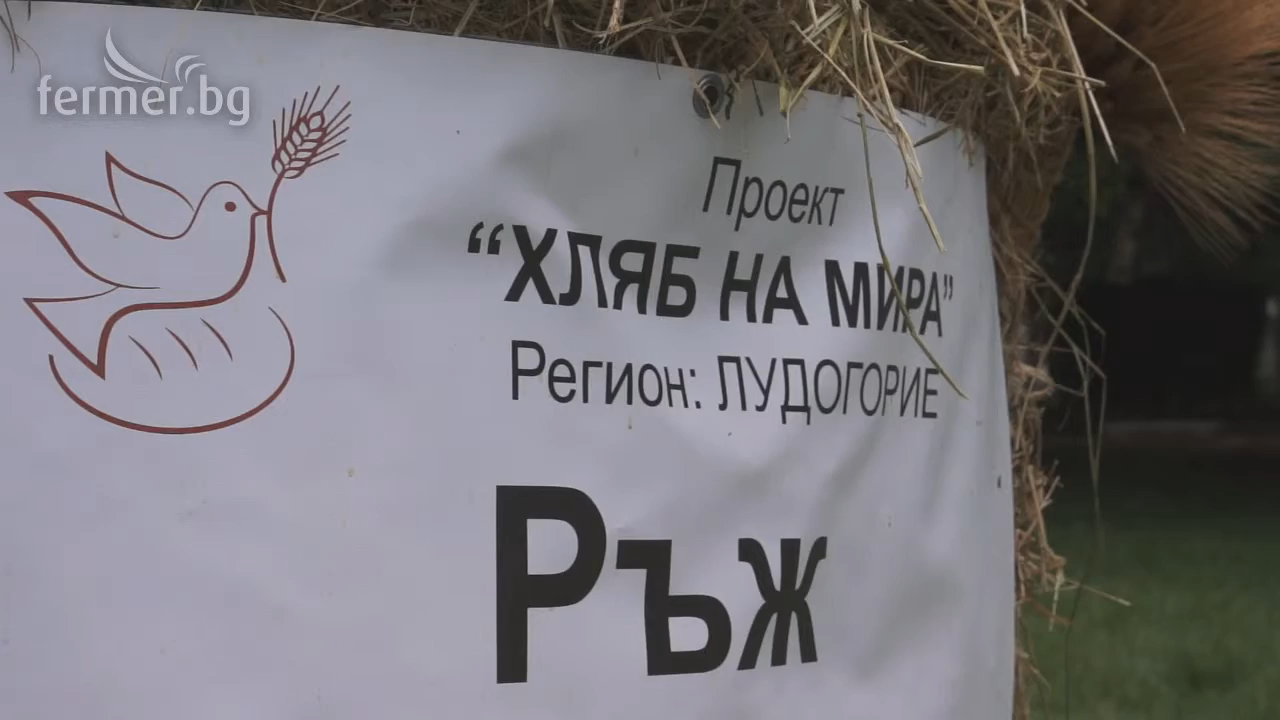 fermer.bg
Проект
“ХЛЯБ НА МИРА”
Регион: ЛУДОГОРИЕ
Ръж